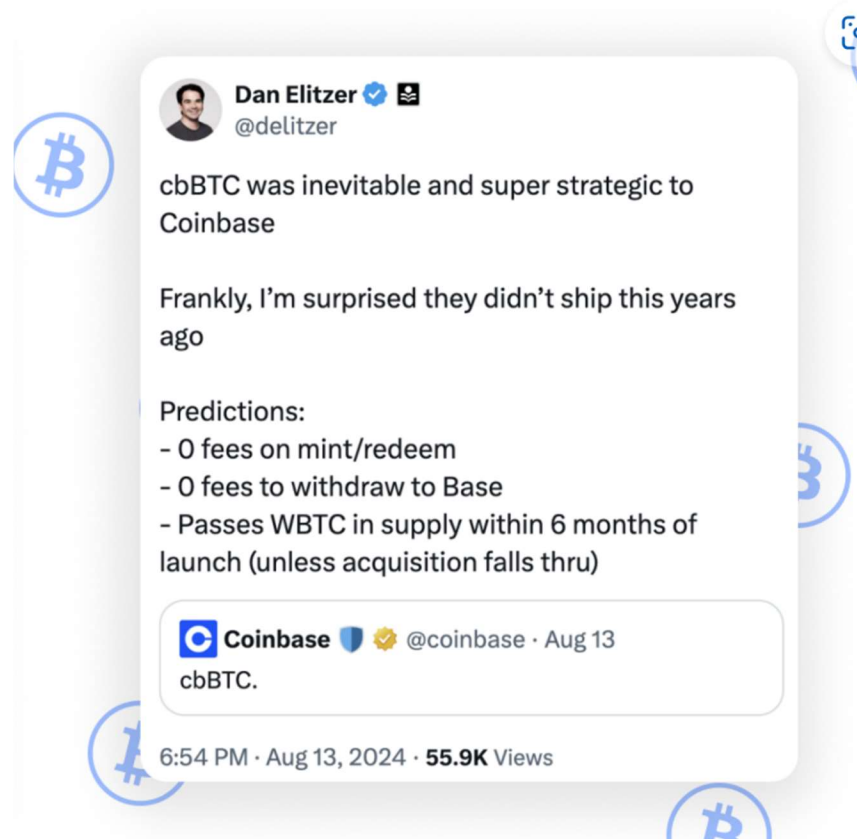 Dan Elitzer
@delitzer
cbBTC was inevitable and super strategic to
Coinbase
Frankly, I’m surprised they didn’t ship this years
ago
Predictions:
- 0 fees on mint/redeem
- 0 fees to withdraw to Base
- Passes WBTC in supply within 6 months of
launch (unless acquisition falls thru)
Coinbase @coinbase · Aug 13
cbBTC.
6:54 PM · Aug 13, 2024 · 55.9K Views